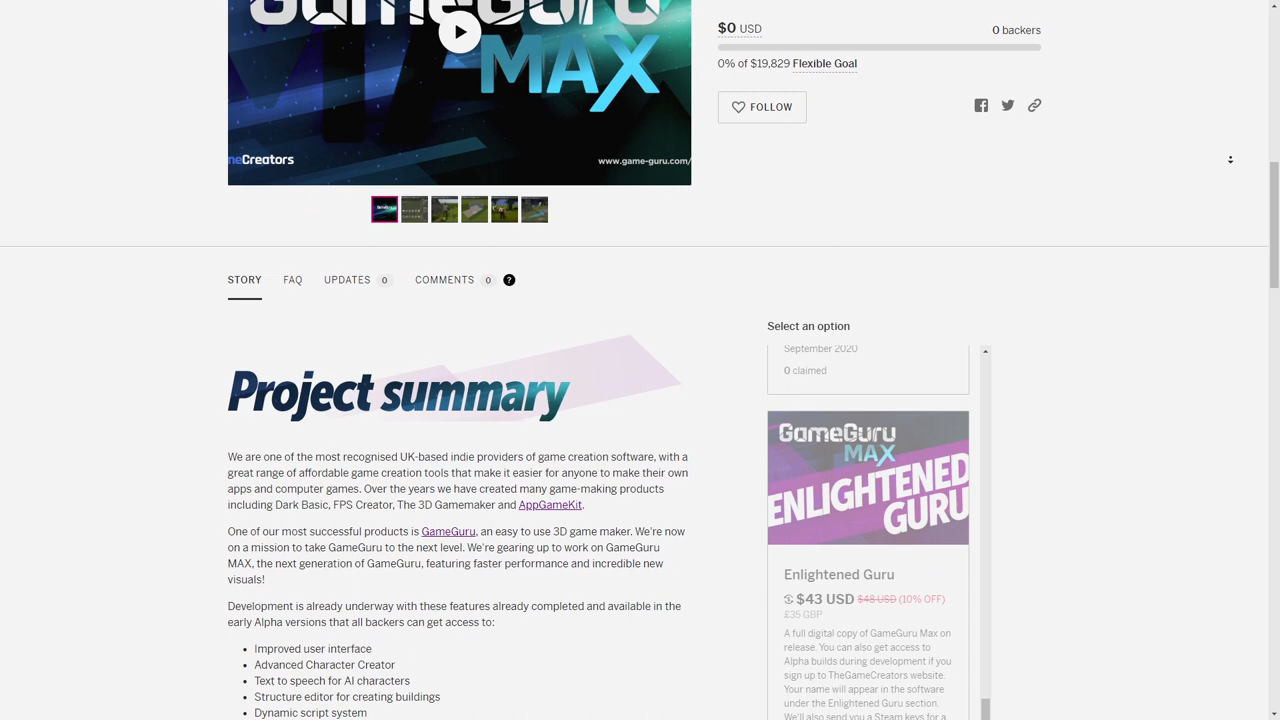 GameGuru
MAX
neCreators
www.game-guru.com/
$0 USD
0 backers
0% of $19,829 Flexible Goal
FOLLOW
STORY FAQ UPDATES 0 COMMENTS 0 ?
Project summary
We are one of the most recognised UK-based indie providers of game creation software, with a
great range of affordable game creation tools that make it easier for anyone to make their own
apps and computer games. Over the years we have created many game-making products
including Dark Basic, FPS Creator, The 3D Gamemaker and AppGameKit.
One of our most successful products is GameGuru, an easy to use 3D game maker. We're now
on a mission to take GameGuru to the next level. We're gearing up to work on GameGuru
MAX, the next generation of GameGuru, featuring faster performance and incredible new
visuals!
Development is already underway with these features already completed and available in the
early Alpha versions that all backers can get access to:
• Improved user interface
• Advanced Character Creator
• Text to speech for AI characters
• Structure editor for creating buildings
• Dynamic script system
Select an option
September 2020
0 claimed
GameGuru
MAX
ENLIGHTENED
GURU
Enlightened Guru
$43 USD $48 USD (10% OFF)
£35 GBP
A full digital copy of GameGuru Max on
release. You can also get access to
Alpha builds during development if you
sign up to TheGameCreators website.
Your name will appear in the software
under the Enlightened Guru section.
We'll also send you a Steam keys for a